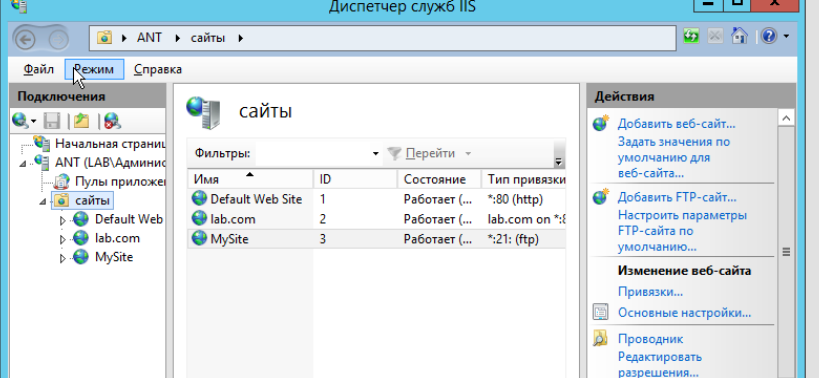 Диспетчер служб IIS
ANT сайты
Файл Режим Справка
Подключения
Начальная страниц
ANT (LAB\Админис
Пулы приложе
сайты
Default Web
lab.com
MySite
сайты
Фильтры: Перейти
Имя ID Состояние Тип привязки
Default Web Site 1 Работает (... *:80 (http)
lab.com 2 Работает (... lab.com on *:8
MySite 3 Работает (... *:21: (ftp)
Действия
Добавить веб-сайт...
Задать значения по
умолчанию для
веб-сайта...
Добавить FTP-сайт...
Настроить параметры
FTP-сайта по
умолчанию...
Изменение веб-сайта
Привязки...
Основные настройки...
Проводник
Редактировать
разрешения...